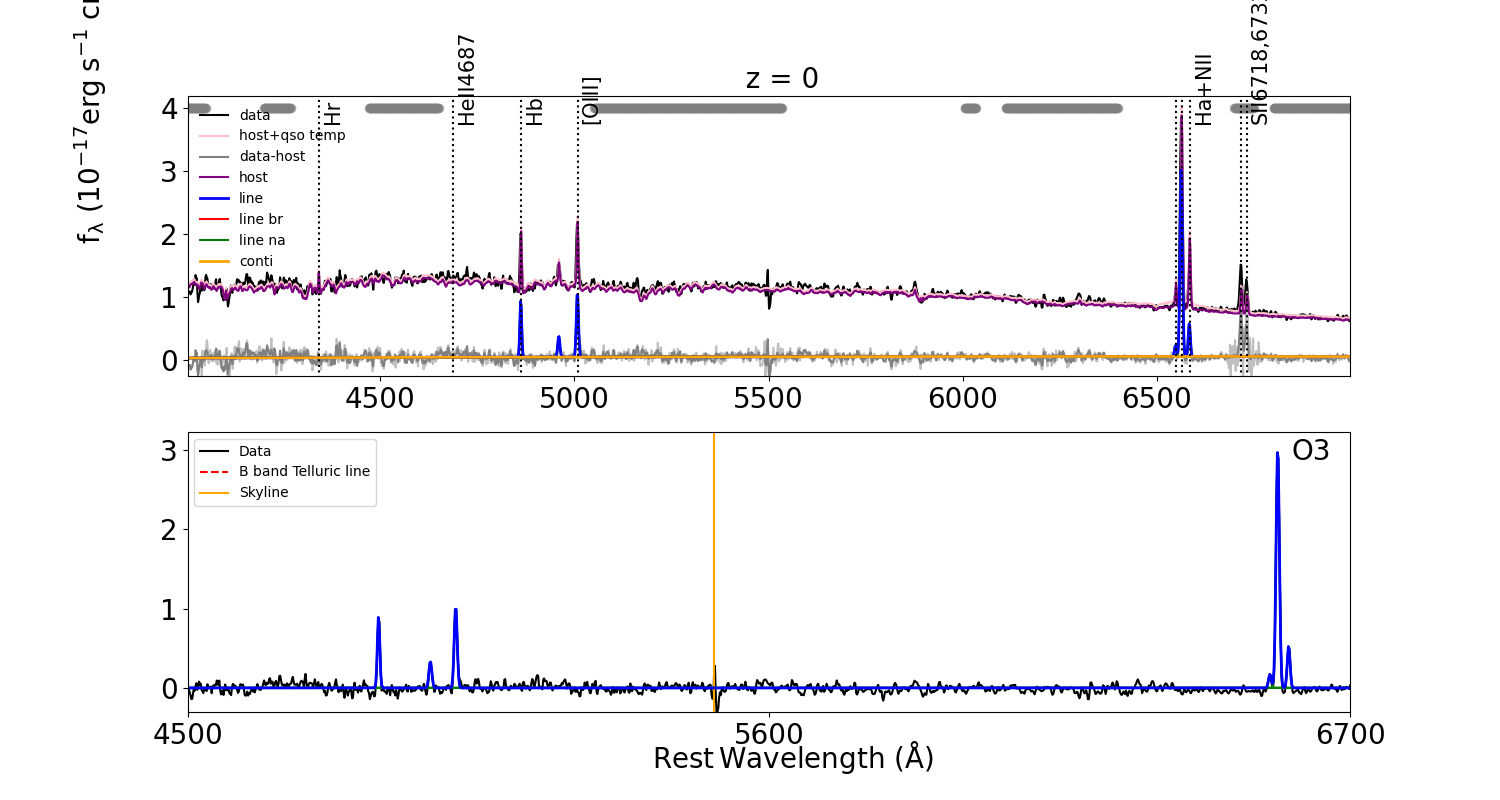 z = 0
f_λ (10^−17 erg s^−1
Hr
HeII4687
Hb
[OIII]
Ha+NII
SII6718,673
data
host+qso temp
data-host
host
line
line br
line na
conti
4
3
2
1
0
4500 5000 5500 6000 6500
Data
B band Telluric line
Skyline
O3
3
2
1
0
4500 5600 6700
Rest Wavelength (Å)